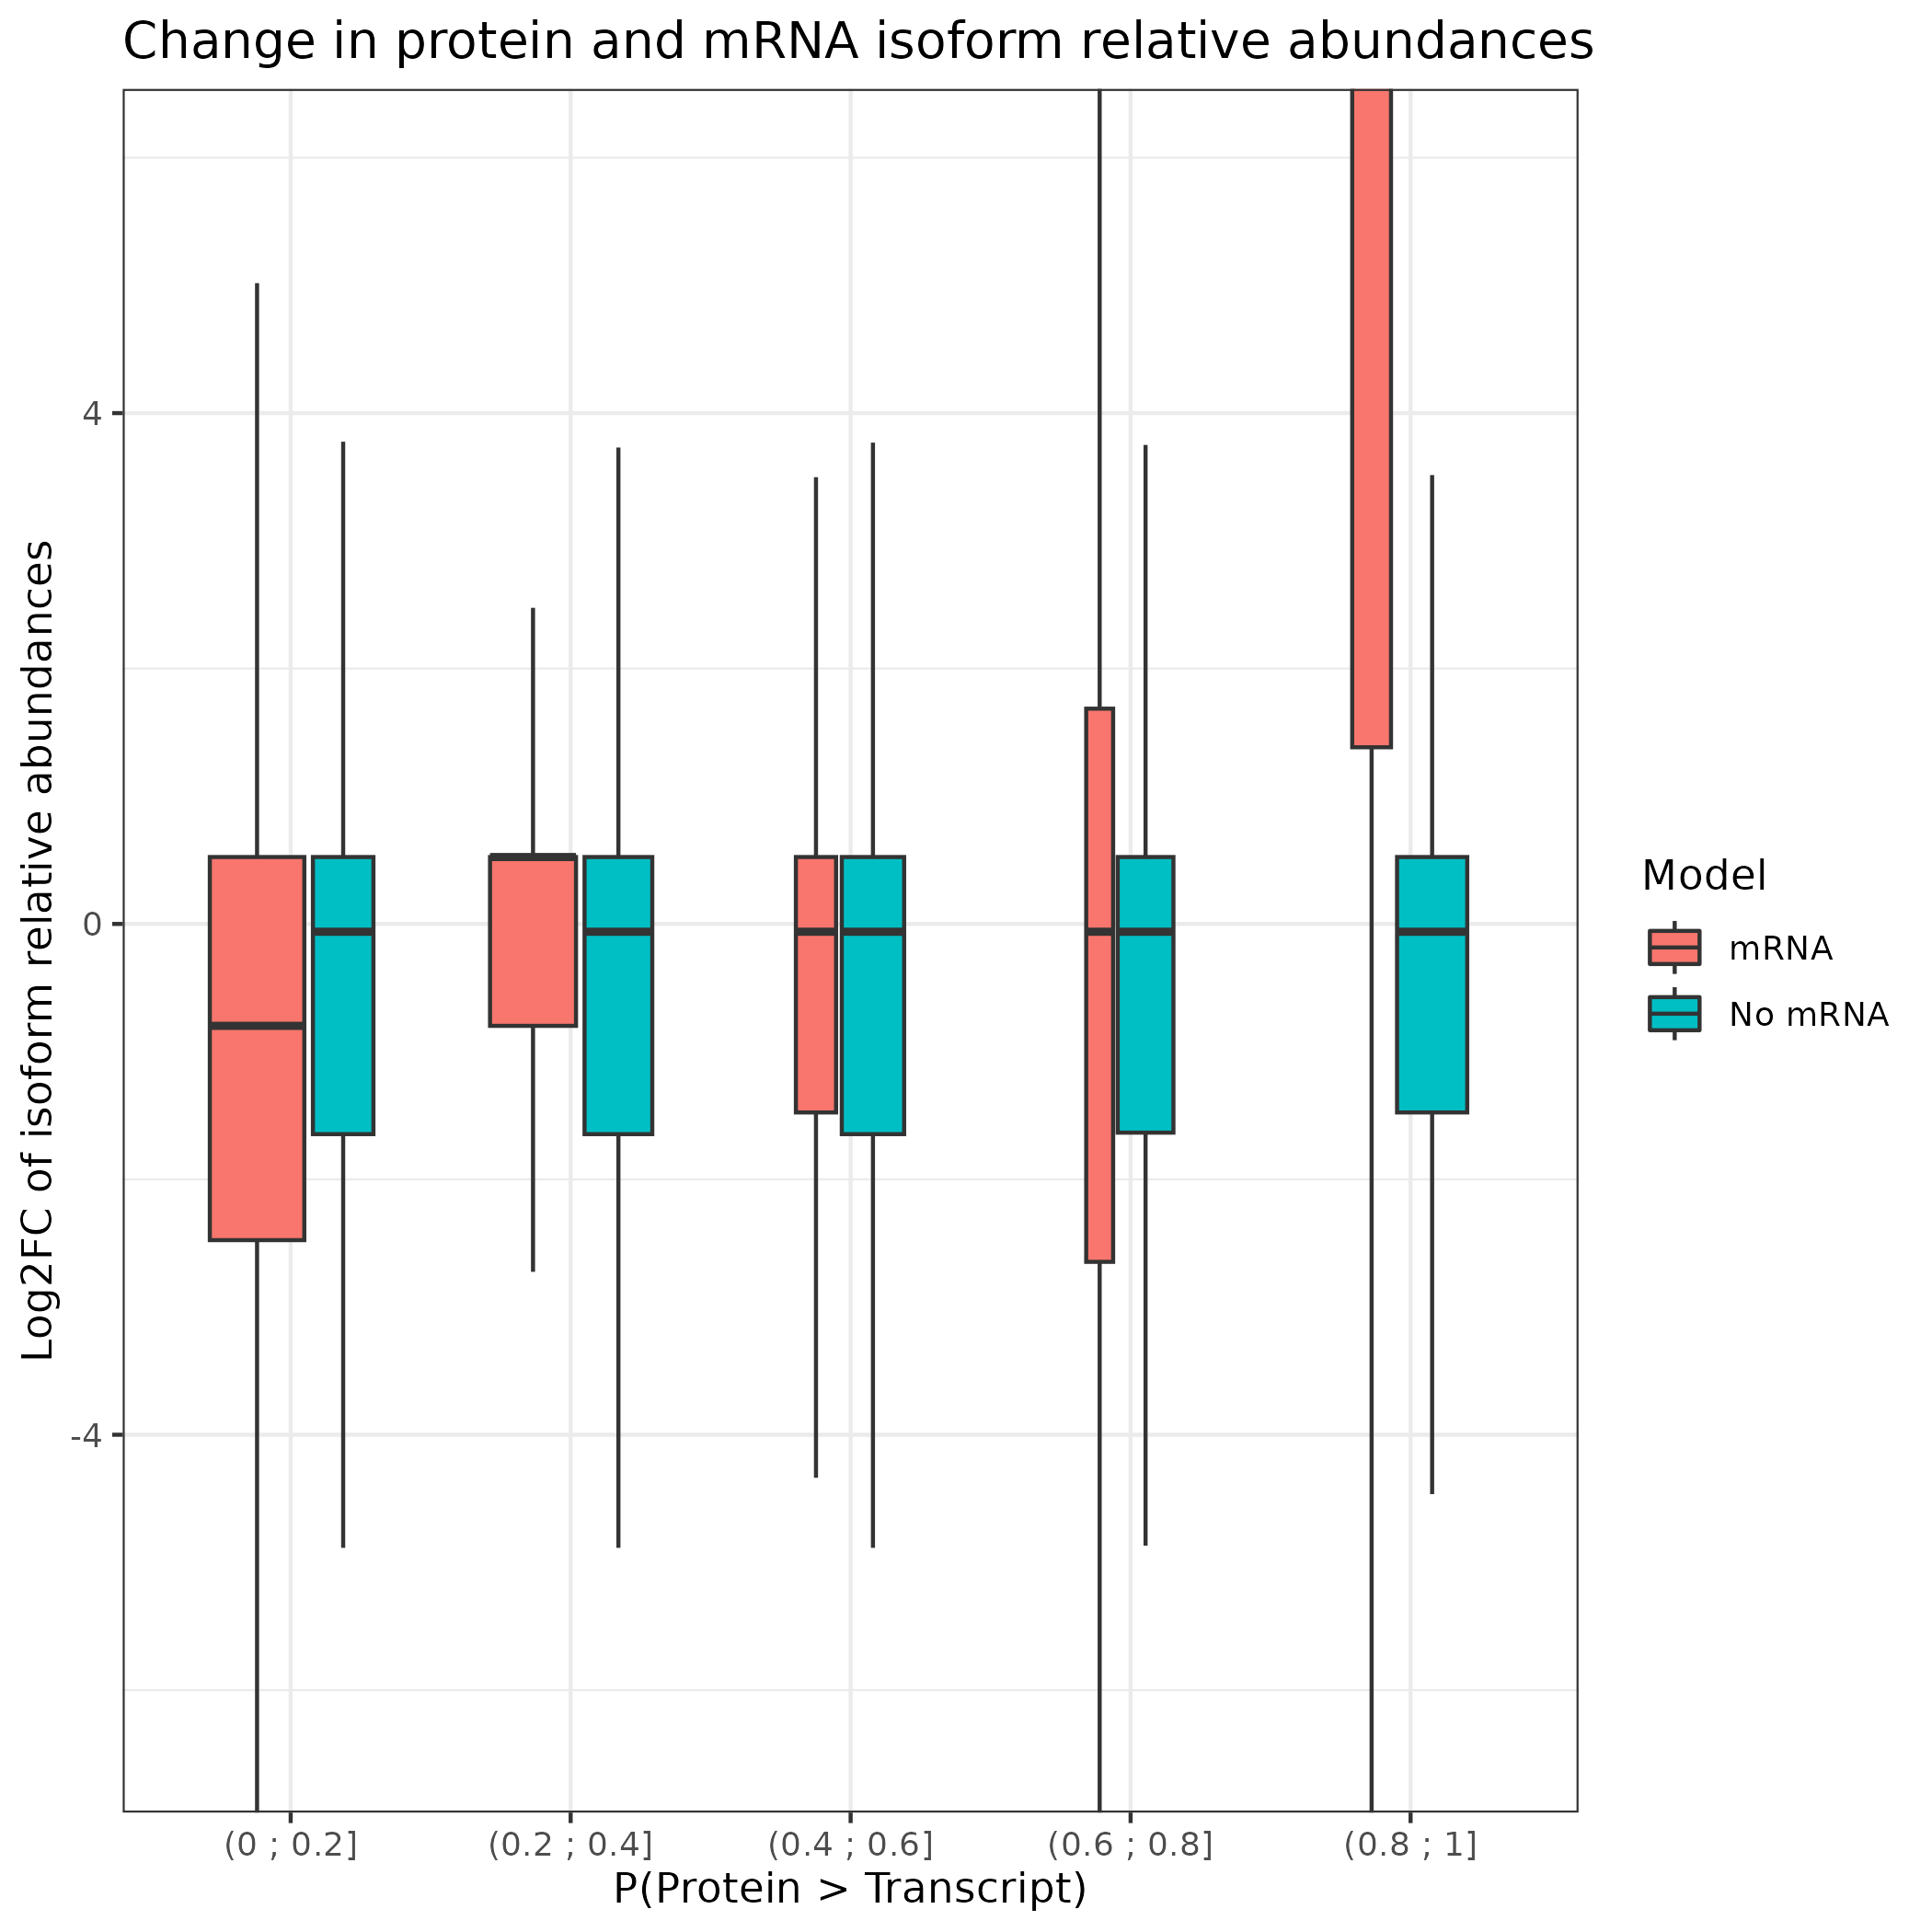 Change in protein and mRNA isoform relative abundances
Log2FC of isoform relative abundances
4
0
-4
(0 ; 0.2]
(0.2 ; 0.4]
(0.4 ; 0.6]
(0.6 ; 0.8]
(0.8 ; 1]
P(Protein > Transcript)
Model
mRNA
No mRNA